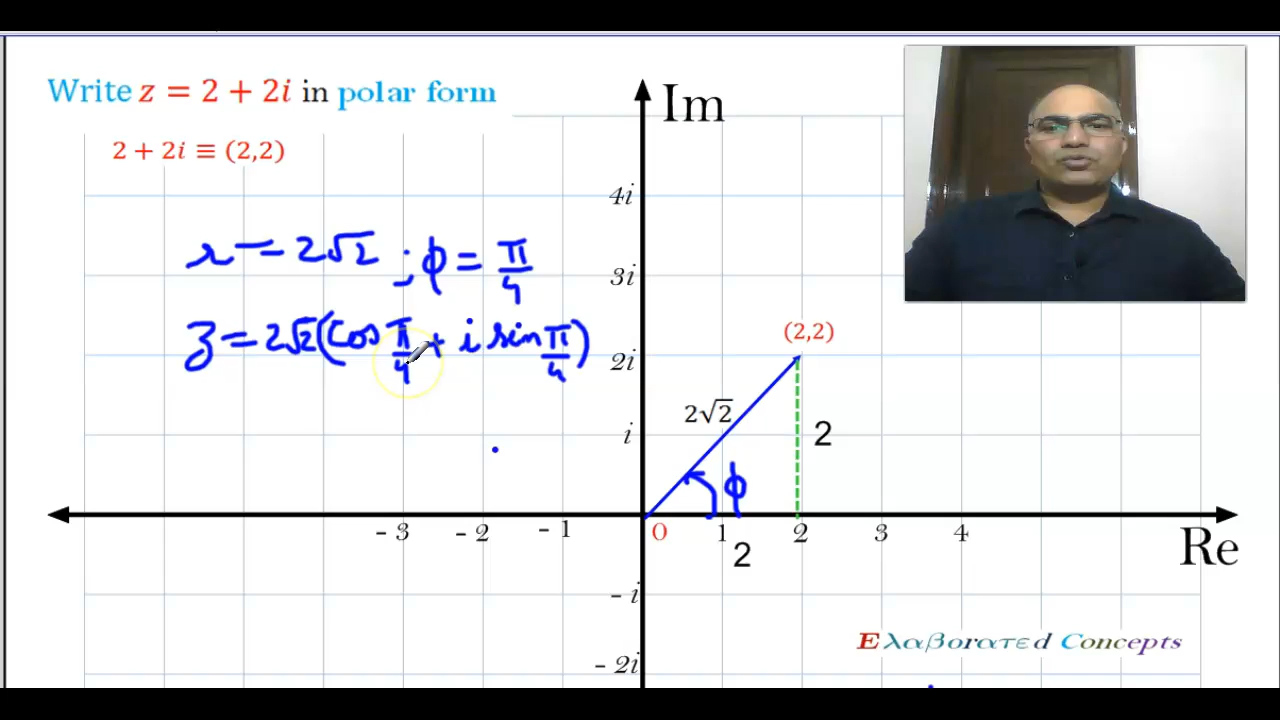 Write z = 2 + 2i in polar form
2 + 2i ≡ (2,2)
r = 2√2 ; φ = π/4
z = 2√2(cos π/4 + i sin π/4)
Im
4i
3i
2i
i
(2,2)
2√2
2
φ
-3 -2 -1 0 1 2 3 4
2
Re
-i
-2i
Eλαβοrατεd Concepts